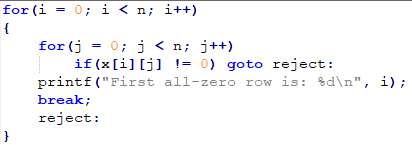 for(i = 0; i < n; i++)
{
for(j = 0; j < n; j++)
if(x[i][j] != 0) goto reject:
printf("First all-zero row is: %d\n", i);
break;
reject:
}